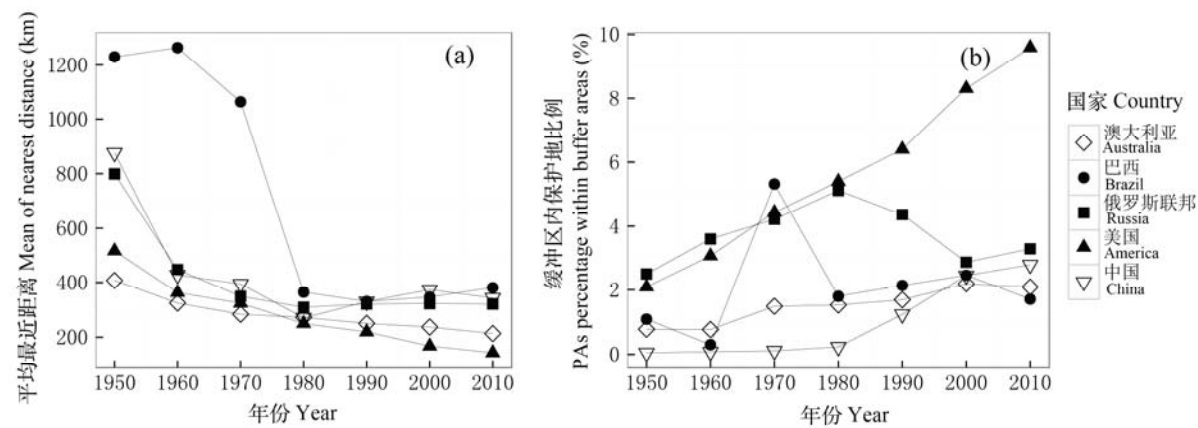 平均最近距离 Mean of nearest distance (km)
1200
1000
800
600
400
200
(a)
1950 1960 1970 1980 1990 2000 2010
年份 Year
缓冲区内保护地比例
PAs percentage within buffer areas (%)
10
8
6
4
2
0
(b)
1950 1960 1970 1980 1990 2000 2010
年份 Year
国家 Country
澳大利亚
Australia
巴西
Brazil
俄罗斯联邦
Russia
美国
America
中国
China